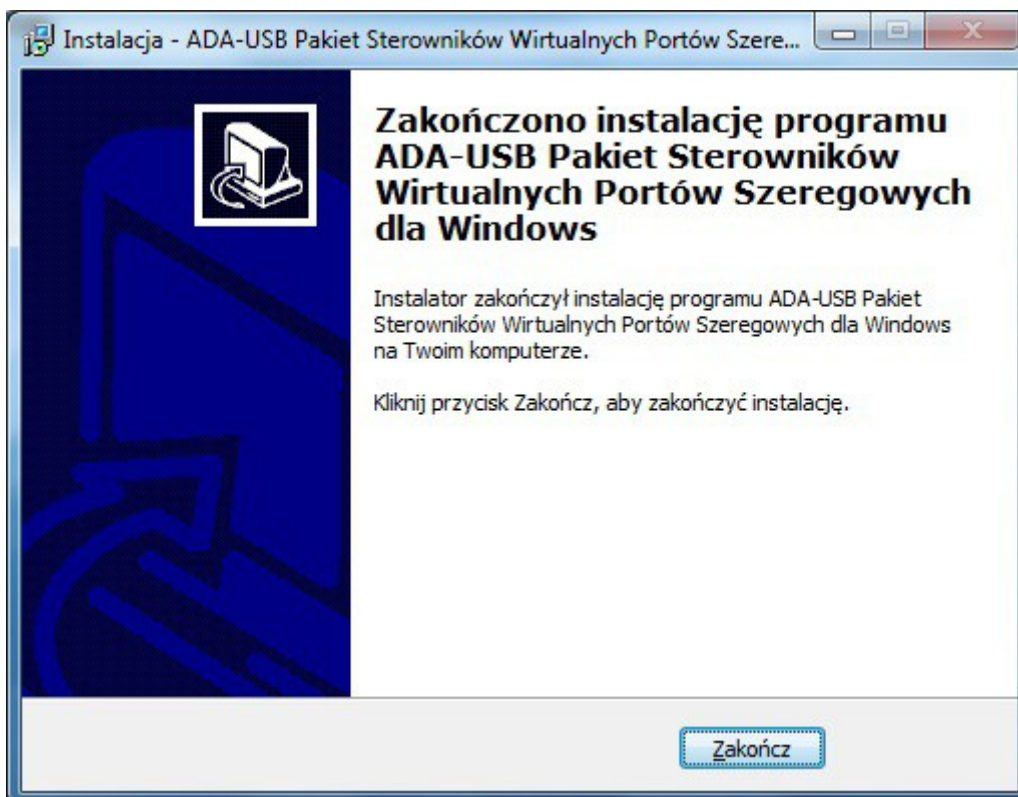 Instalacja - ADA-USB Pakiet Sterowników Wirtualnych Portów Szere...
Zakończono instalację programu
ADA-USB Pakiet Sterowników
Wirtualnych Portów Szeregowych
dla Windows
Instalator zakończył instalację programu ADA-USB Pakiet
Sterowników Wirtualnych Portów Szeregowych dla Windows
na Twoim komputerze.
Kliknij przycisk Zakończ, aby zakończyć instalację.
Zakończ